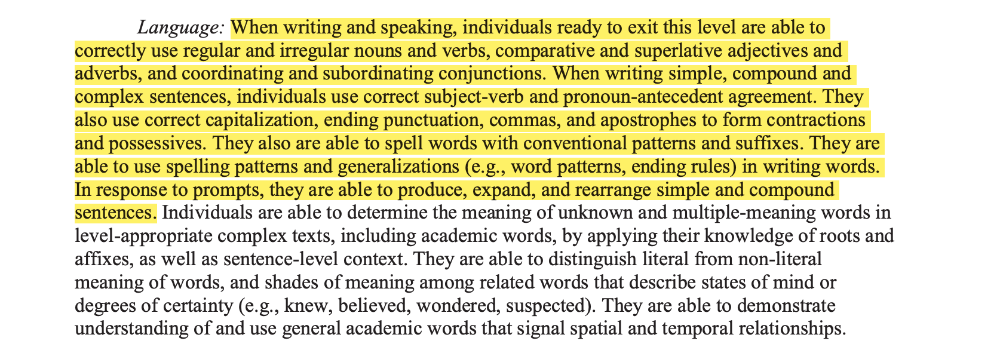 Language: When writing and speaking, individuals ready to exit this level are able to
correctly use regular and irregular nouns and verbs, comparative and superlative adjectives and
adverbs, and coordinating and subordinating conjunctions. When writing simple, compound and
complex sentences, individuals use correct subject-verb and pronoun-antecedent agreement. They
also use correct capitalization, ending punctuation, commas, and apostrophes to form contractions
and possessives. They also are able to spell words with conventional patterns and suffixes. They are
able to use spelling patterns and generalizations (e.g., word patterns, ending rules) in writing words.
In response to prompts, they are able to produce, expand, and rearrange simple and compound
sentences. Individuals are able to determine the meaning of unknown and multiple-meaning words in
level-appropriate complex texts, including academic words, by applying their knowledge of roots and
affixes, as well as sentence-level context. They are able to distinguish literal from non-literal
meaning of words, and shades of meaning among related words that describe states of mind or
degrees of certainty (e.g., knew, believed, wondered, suspected). They are able to demonstrate
understanding of and use general academic words that signal spatial and temporal relationships.